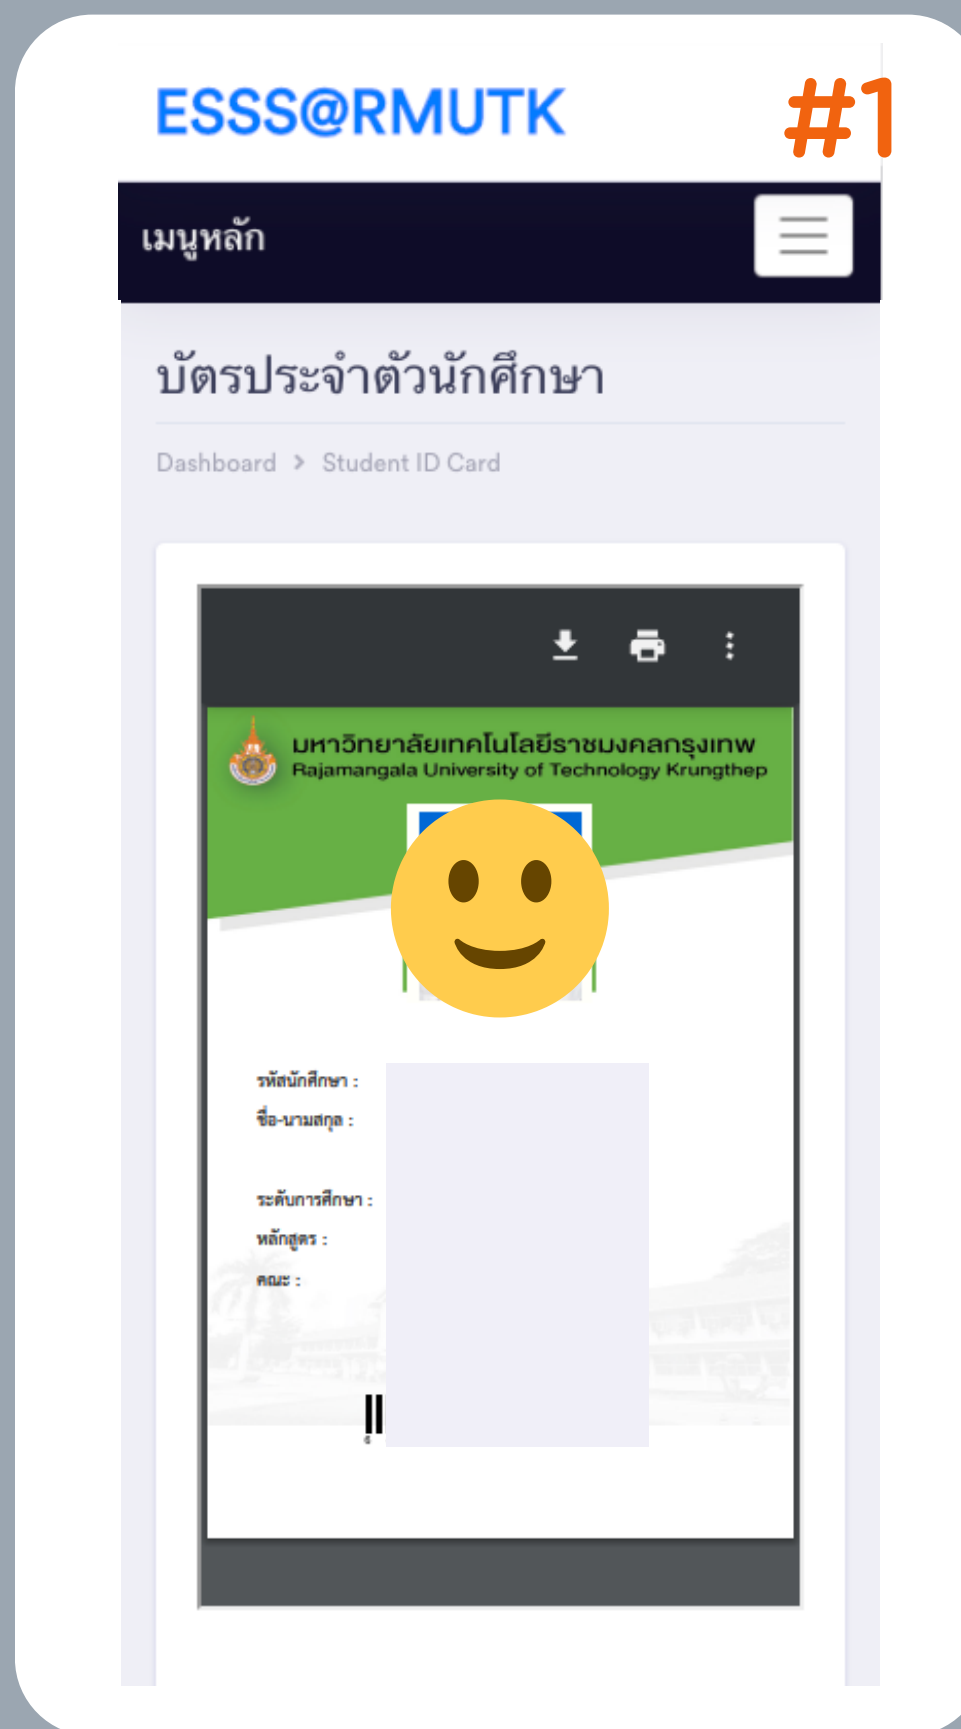 ESSS@RMUTK
#1
เมนูหลัก
บัตรประจำตัวนักศึกษา
Dashboard > Student ID Card
มหาวิทยาลัยเทคโนโลยีราชมงคลกรุงเทพ
Rajamangala University of Technology Krungthep
รหัสนักศึกษา :
ชื่อ-นามสกุล :
ระดับการศึกษา :
หลักสูตร :
คณะ :